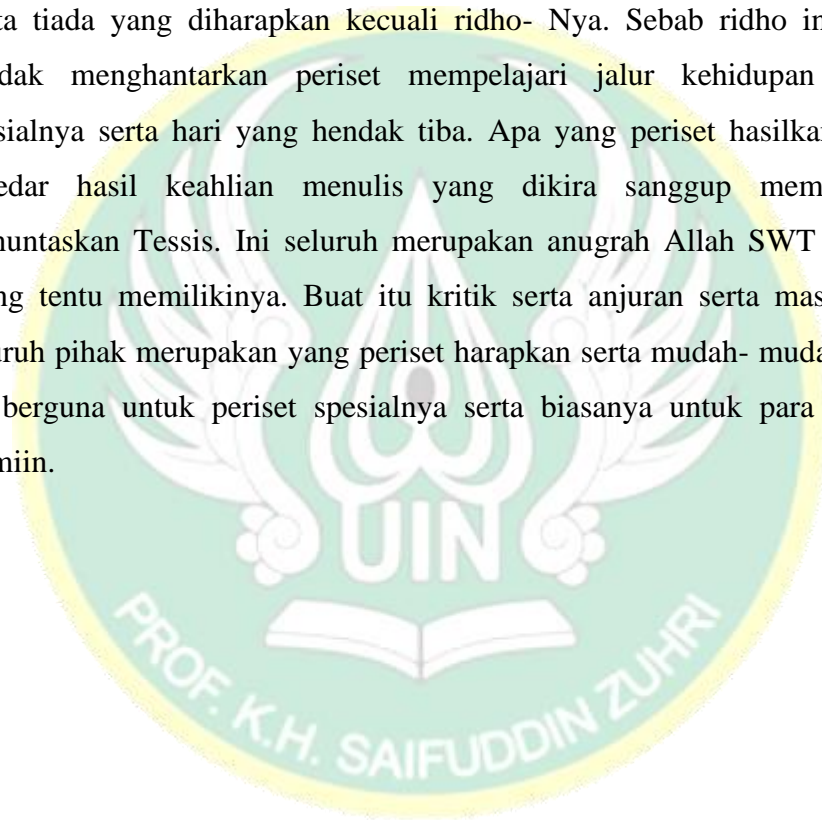 ta tiada yang diharapkan kecuali ridho- Nya. Sebab ridho in
dak menghantarkan periset mempelajari jalur kehidupan
sialnya serta hari yang hendak tiba. Apa yang periset hasilkan
edar hasil keahlian menulis yang dikira sanggup mem
nuntaskan Tessis. Ini seluruh merupakan anugrah Allah SWT
ng tentu memilikinya. Buat itu kritik serta anjuran serta mas
uruh pihak merupakan yang periset harapkan serta mudah- muda
berguna untuk periset spesialnya serta biasanya untuk para
miin.
UIN
PROF. K.H. SAIFUDDIN ZUHRI